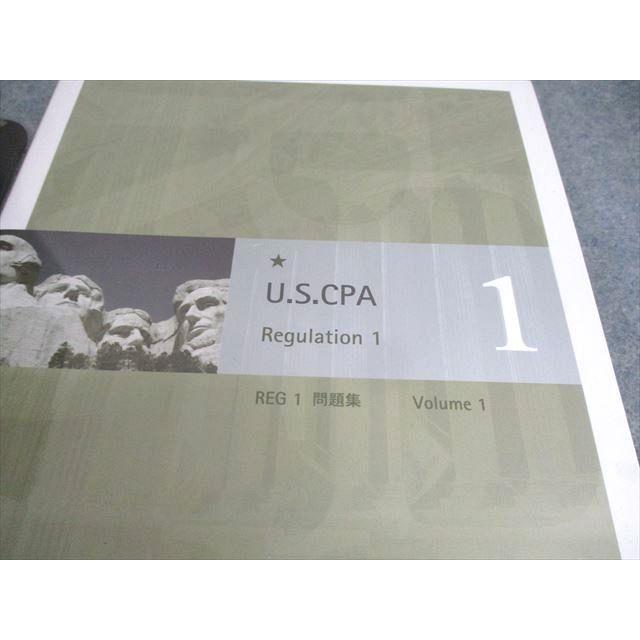 ★
U.S.CPA
Regulation 1
1
REG 1 問題集 Volume 1